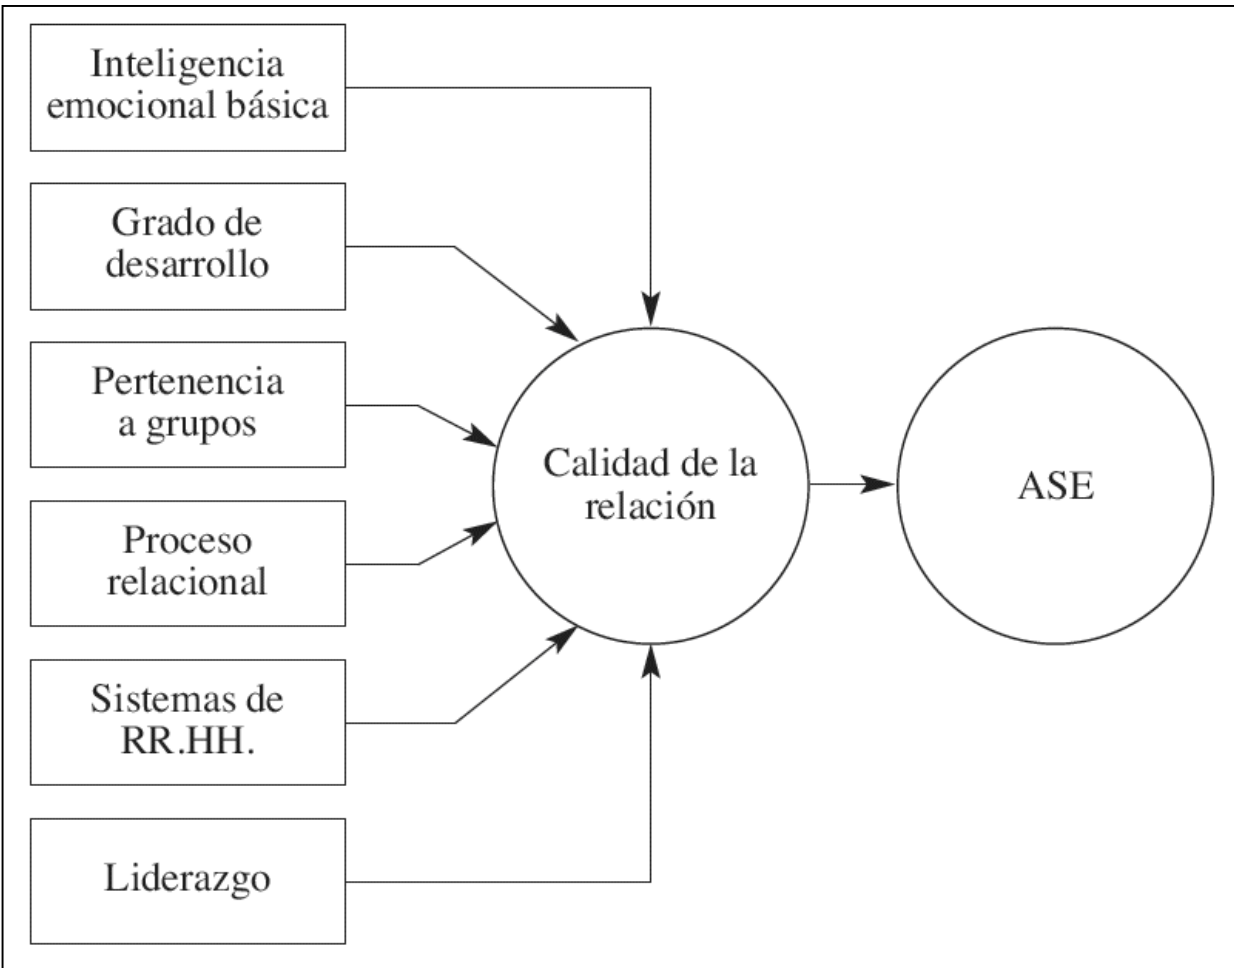 Inteligencia
emocional básica
Grado de
desarrollo
Pertenencia
a grupos
Proceso
relacional
Sistemas de
RR.HH.
Liderazgo
Calidad de la
relación
ASE